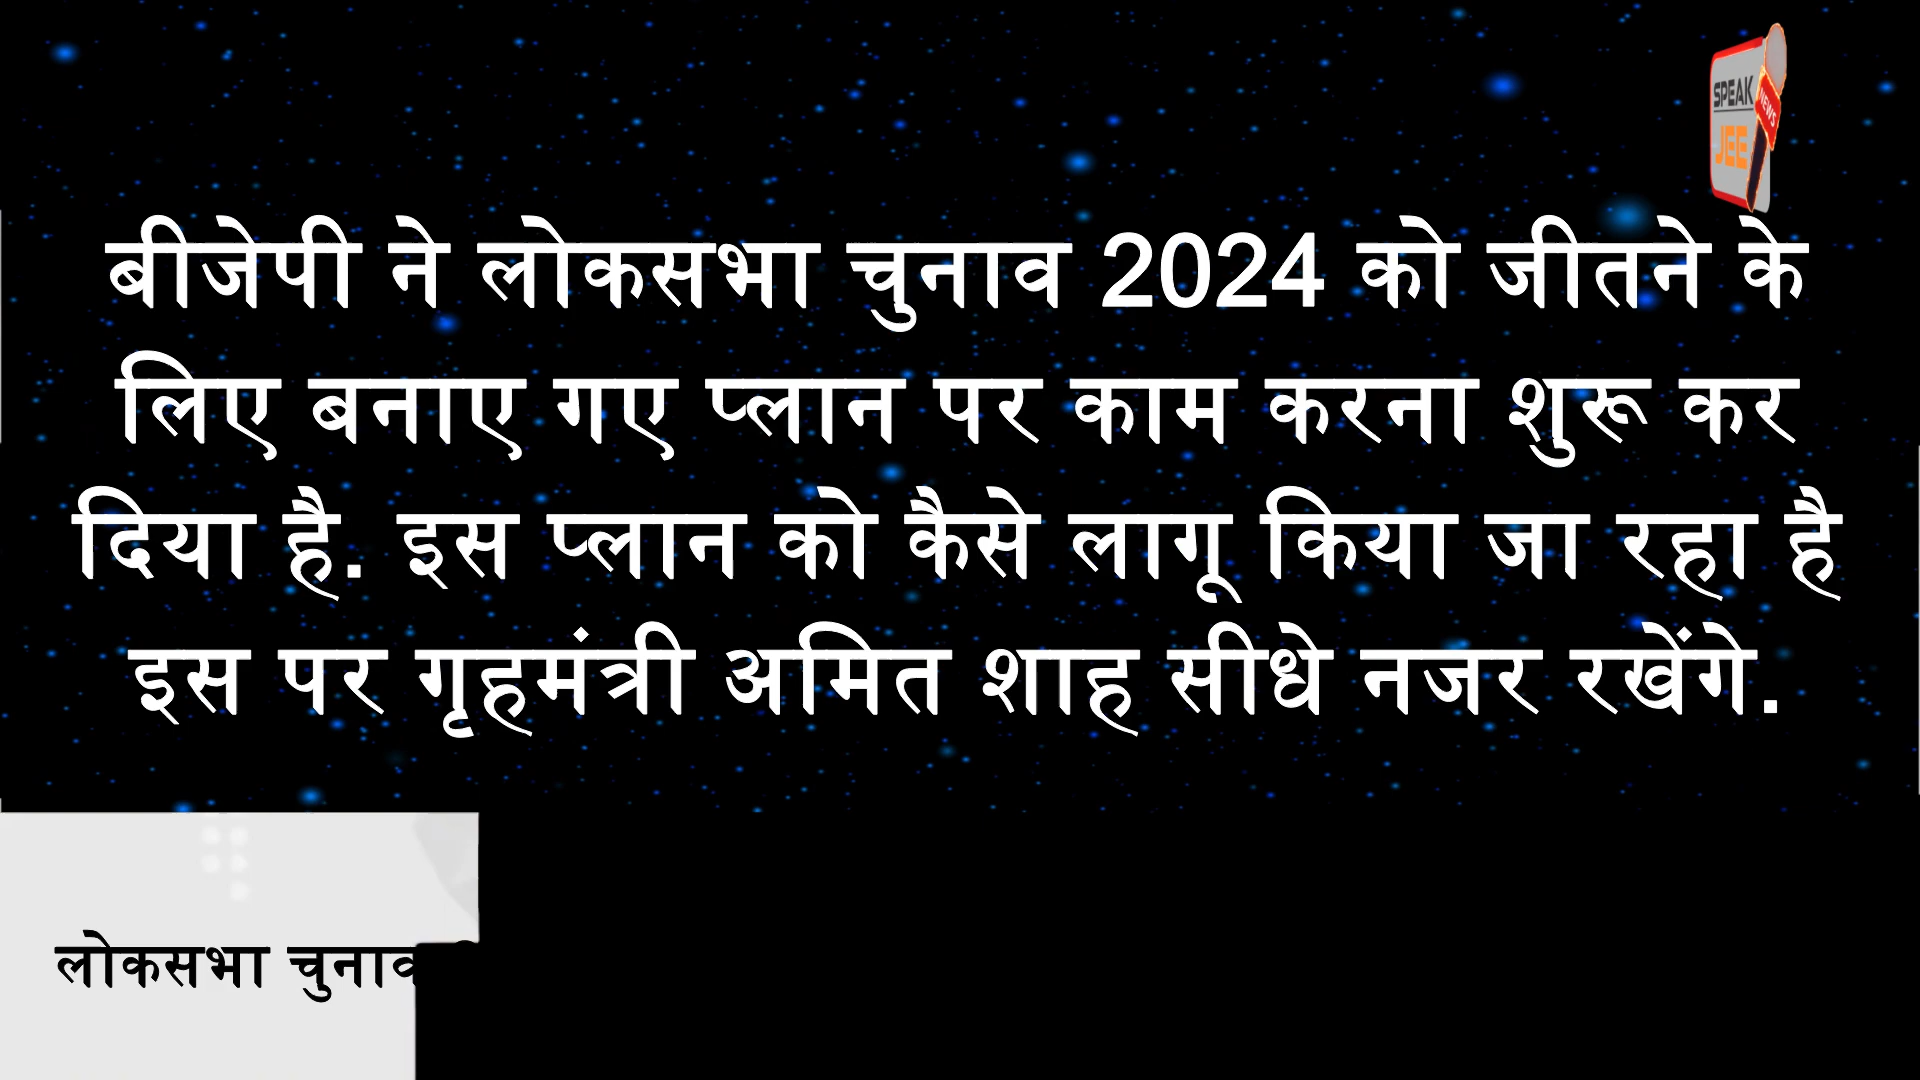 SPEAK
NEWS
JEE
बीजेपी ने लोकसभा चुनाव 2024 को जीतने के
लिए बनाए गए प्लान पर काम करना शुरू कर
दिया है. इस प्लान को कैसे लागू किया जा रहा है
इस पर गृहमंत्री अमित शाह सीधे नजर रखेंगे.
लोकसभा चुनाव